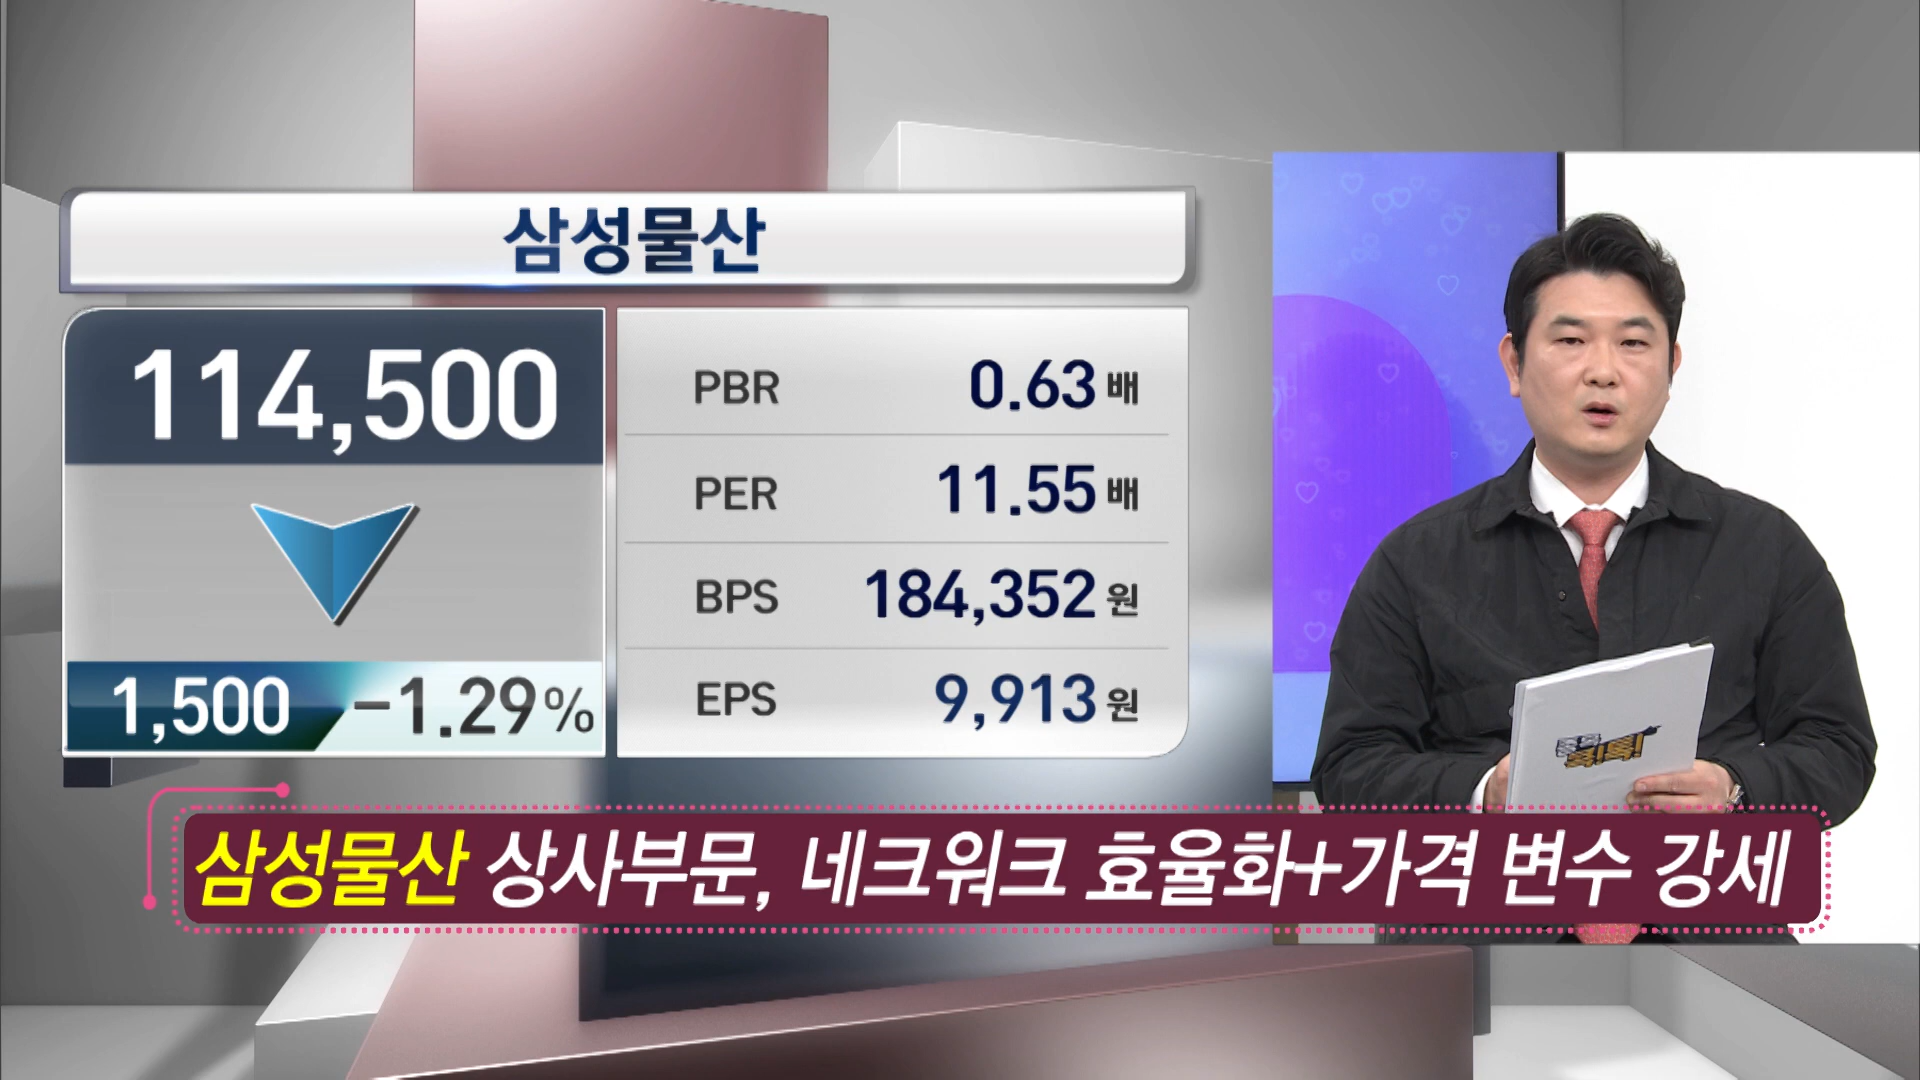 삼성물산
114,500
1,500 -1.29%
PBR 0.63 배
PER 11.55 배
BPS 184,352 원
EPS 9,913 원
삼성물산 상사부문, 네크워크 효율화+가격 변수 강세